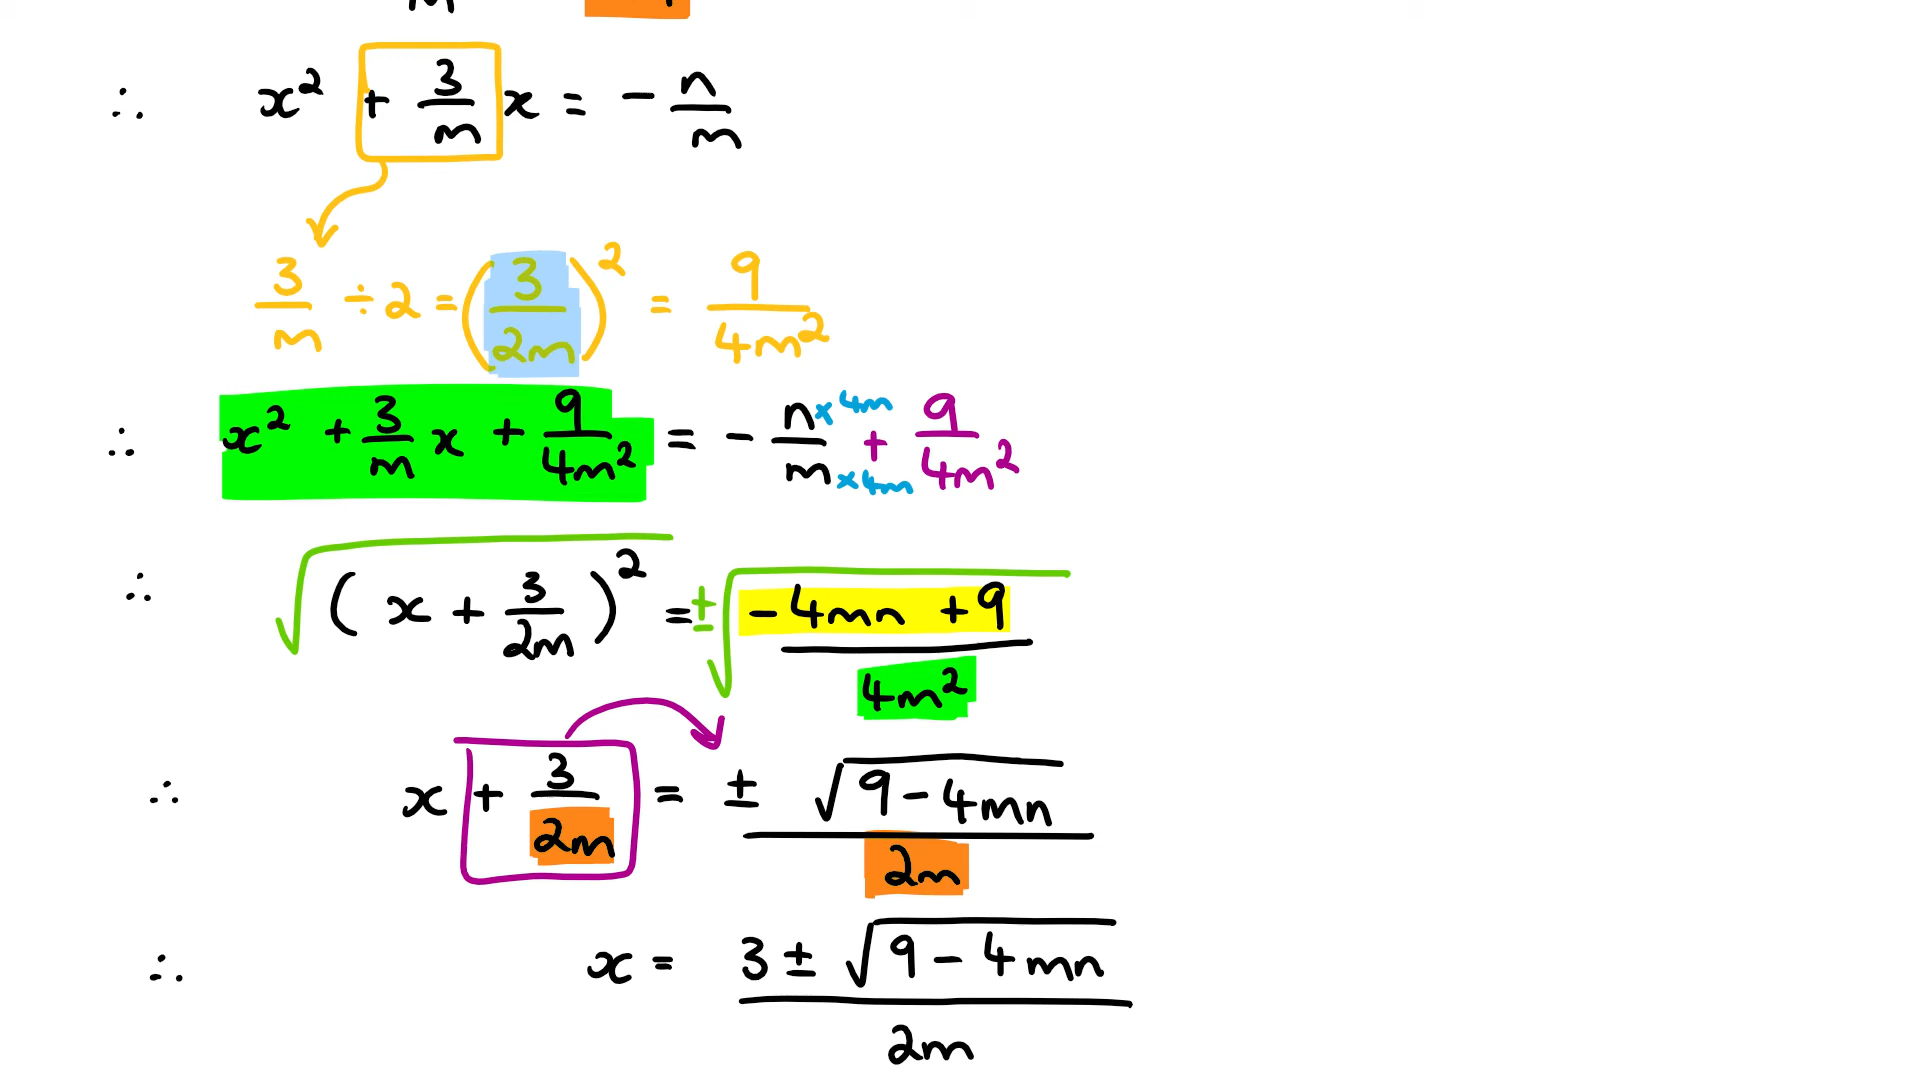 ∴ x² + 3/m x = - n/m
3/m ÷ 2 = (3/2m)² = 9/4m²
∴ x² + 3/m x + 9/4m² = - n ×4m/m ×4m + 9/4m²
∴ √(x + 3/2m)² = ± √-4mn + 9/4m²
∴ x + 3/2m = ± √9 - 4mn/2m
∴ x = 3 ± √9 - 4mn/2m